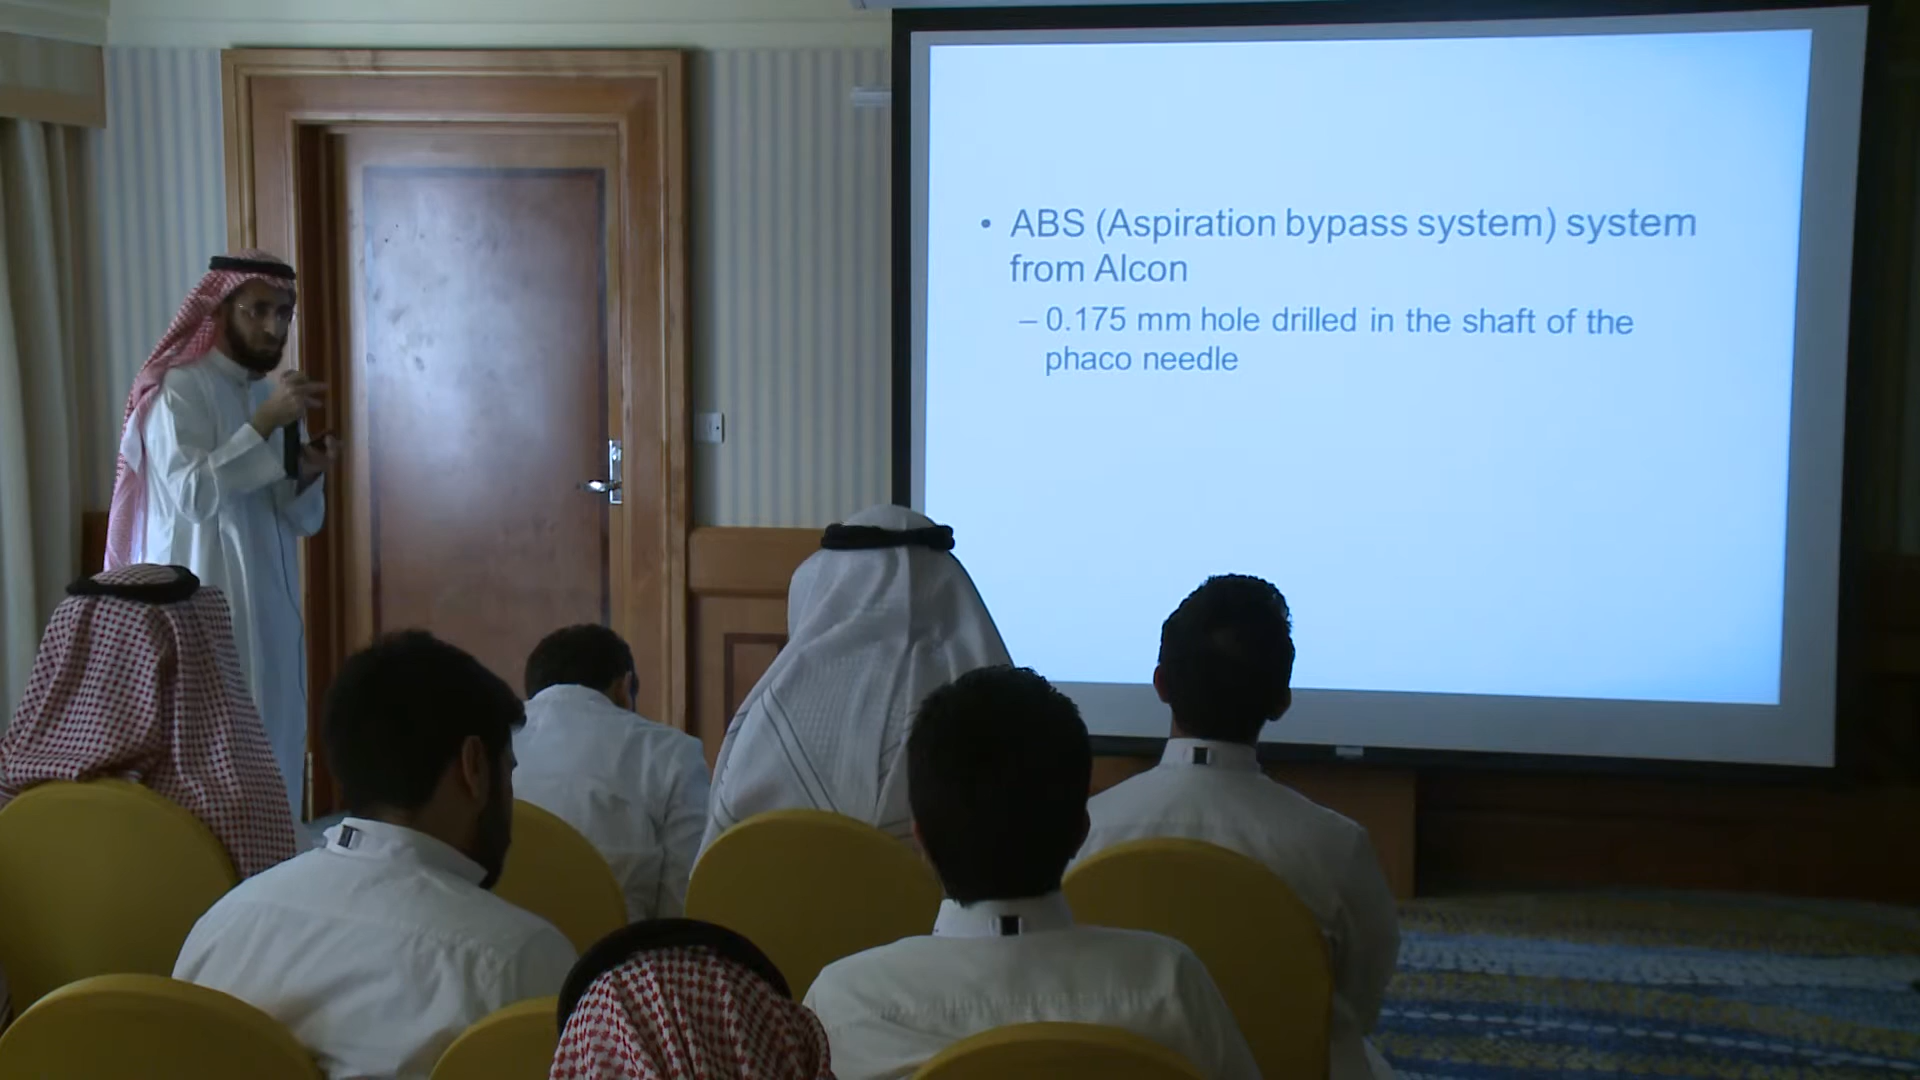 • ABS (Aspiration bypass system) system
from Alcon
– 0.175 mm hole drilled in the shaft of the
phaco needle